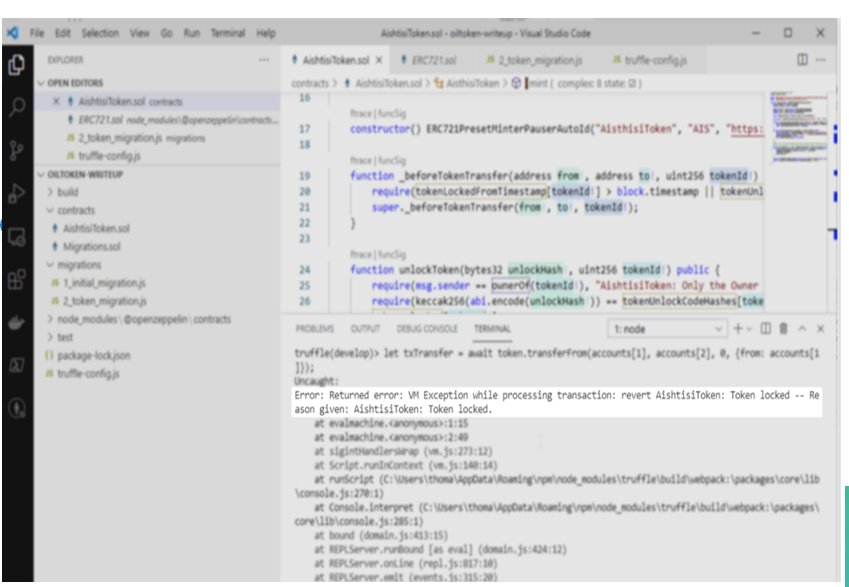 File Edit Selection View Go Run Terminal Help AishtisiToken.sol - oiltoken-writeup - Visual Studio Code
EXPLORER
OPEN EDITORS
AishtisiToken.sol contracts
ERC721.sol node_modules\@openzeppelin\contracts...
2_token_migration.js migrations
truffle-config.js
OILTOKEN-WRITEUP
build
contracts
AishtisiToken.sol
Migrations.sol
migrations
1_initial_migration.js
2_token_migration.js
node_modules \ @openzeppelin \ contracts
test
package-lock.json
truffle-config.js
AishtisiToken.sol ERC721.sol 2_token_migration.js truffle-config.js
contracts > AishtisiToken.sol > AisthisiToken > mint ( complex: 8 state: )
16
ftrace | funcSig
17 constructor() ERC721PresetMinterPauserAutoId("AisthisiToken", "AIS", "https:
18
ftrace | funcSig
19 function _beforeTokenTransfer(address from, address to, uint256 tokenId)
20 require(tokenLockedFromTimestamp[tokenId] > block.timestamp || tokenUnl
21 super._beforeTokenTransfer(from, to, tokenId);
22 }
23
ftrace | funcSig
24 function unlockToken(bytes32 unlockHash, uint256 tokenId) public {
25 require(msg.sender == ownerOf(tokenId), "AishtisiToken: Only the Owner
26 require(keccak256(abi.encode(unlockHash)) == tokenUnlockCodeHashes[toke
PROBLEMS OUTPUT DEBUG CONSOLE TERMINAL 1: node
truffle(develop)> let txTransfer = await token.transferFrom(accounts[1], accounts[2], 0, {from: accounts[1
]});
Uncaught:
Error: Returned error: VM Exception while processing transaction: revert AishtisiToken: Token locked -- Re
ason given: AishtisiToken: Token locked.
at evalmachine.<anonymous>:1:15
at evalmachine.<anonymous>:2:49
at sigintHandlersWrap (vm.js:273:12)
at Script.runInContext (vm.js:140:14)
at runScript (C:\Users\thoma\AppData\Roaming\npm\node_modules\truffle\build\webpack:\packages\core\lib
\console.js:270:1)
at Console.interpret (C:\Users\thoma\AppData\Roaming\npm\node_modules\truffle\build\webpack:\packages\
core\lib\console.js:285:1)
at bound (domain.js:413:15)
at REPLServer.runBound [as eval] (domain.js:424:12)
at REPLServer.onLine (repl.js:817:10)
at REPLServer.emit (events.js:315:20)